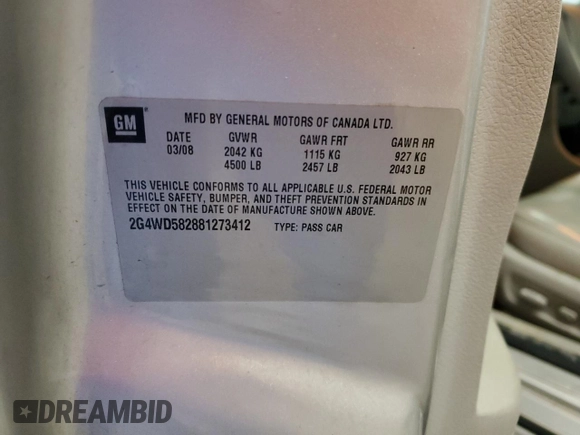 GM
MFD BY GENERAL MOTORS OF CANADA LTD.
DATE GVWR GAWR FRT GAWR RR
03/08 2042 KG 1115 KG 927 KG
4500 LB 2457 LB 2043 LB
THIS VEHICLE CONFORMS TO ALL APPLICABLE U.S. FEDERAL MOTOR
VEHICLE SAFETY, BUMPER, AND THEFT PREVENTION STANDARDS IN
EFFECT ON THE DATE OF MANUFACTURE SHOWN ABOVE.
2G4WD582881273412 TYPE: PASS CAR
DREAMBID